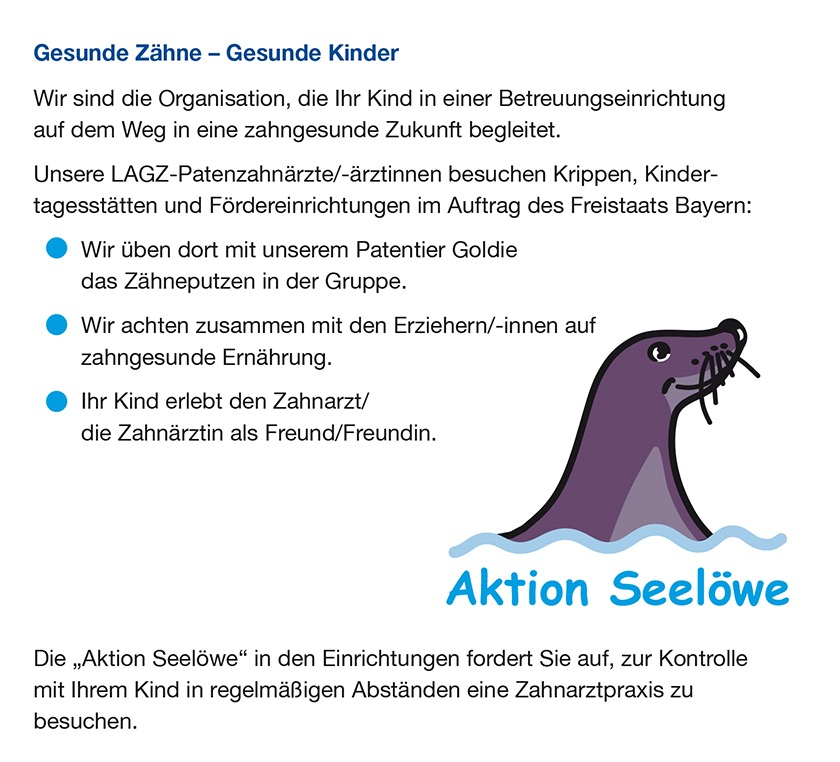 Gesunde Zähne – Gesunde Kinder
Wir sind die Organisation, die Ihr Kind in einer Betreuungseinrichtung
auf dem Weg in eine zahngesunde Zukunft begleitet.
Unsere LAGZ-Patenzahnärzte/-ärztinnen besuchen Krippen, Kinder-
tagesstätten und Fördereinrichtungen im Auftrag des Freistaats Bayern:
Wir üben dort mit unserem Patentier Goldie
das Zähneputzen in der Gruppe.
Wir achten zusammen mit den Erziehern/-innen auf
zahngesunde Ernährung.
Ihr Kind erlebt den Zahnarzt/
die Zahnärztin als Freund/Freundin.
Aktion Seelöwe
Die „Aktion Seelöwe“ in den Einrichtungen fordert Sie auf, zur Kontrolle
mit Ihrem Kind in regelmäßigen Abständen eine Zahnarztpraxis zu
besuchen.